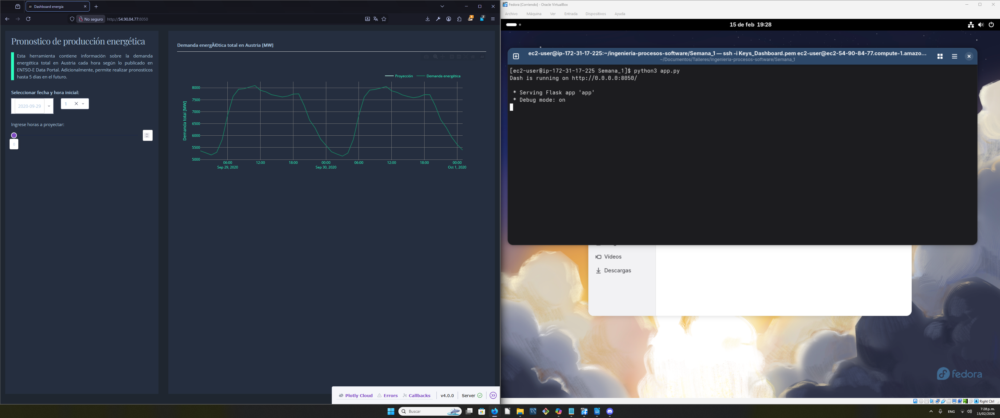 Dashboard energia
No seguro
http://54.90.84.77:8050
1
2
Pronostico de producción energética
Esta herramienta contiene información sobre la demanda
energética total en Austria cada hora según lo publicado en
ENTSO-E Data Portal. Adicionalmente, permite realizar pronosticos
hasta 5 dias en el futuro.
Seleccionar fecha y hora inicial:
2020-09-29
1
Ingrese horas a proyectar:
0
Demanda energÃ©tica total en Austria [MW]
Proyección
Demanda energética
Demanda total [MW]
8000
7500
7000
6500
6000
5500
5000
06:00
Sep 29, 2020
12:00
18:00
00:00
Sep 30, 2020
06:00
12:00
18:00
00:00
Oct 1, 2020
Plotly Cloud
Errors
Callbacks
v4.0.0
Server
Fedora [Corriendo] - Oracle VirtualBox
Archivo Máquina Ver Entrada Dispositivos Ayuda
15 de feb 19:28
ec2-user@ip-172-31-17-225:~/ingenieria-procesos-software/Semana_1 — ssh -i Keys_Dashboard.pem ec2-user@ec2-54-90-84-77.compute-1.amazo...
~/Documentos/Talleres/ingenieria-procesos-software/Semana_1
[ec2-user@ip-172-31-17-225 Semana_1]$ python3 app.py
Dash is running on http://0.0.0.0:8050/
* Serving Flask app 'app'
* Debug mode: on
Vídeos
Descargas
fedora
Right Ctrl
Buscar
ENG
7:28 p. m.
15/02/2026